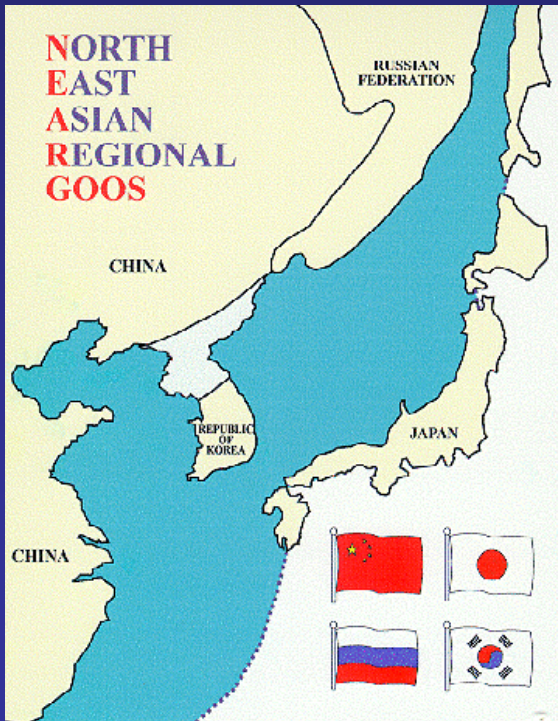 NORTH
EAST
ASIAN
REGIONAL
GOOS
RUSSIAN
FEDERATION
CHINA
REPUBLIC
OF
KOREA
JAPAN
CHINA